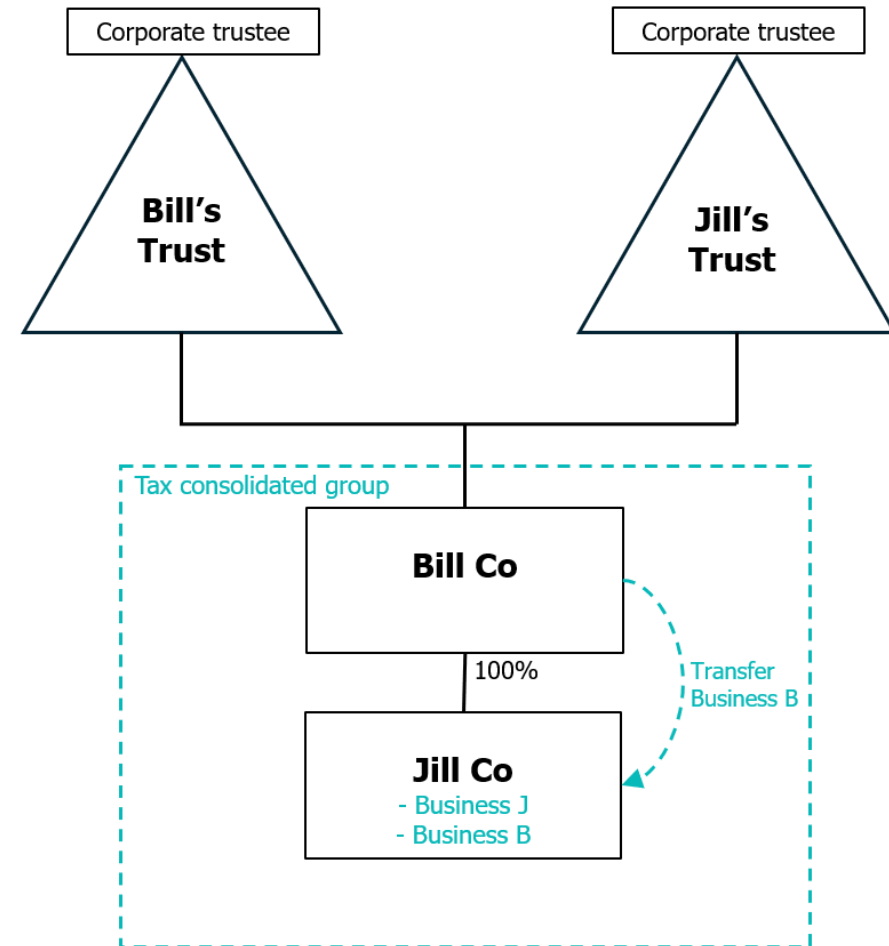 Corporate trustee
Corporate trustee
Bill’s
Trust
Jill’s
Trust
Tax consolidated group
Bill Co
100%
Transfer
Business B
Jill Co
- Business J
- Business B